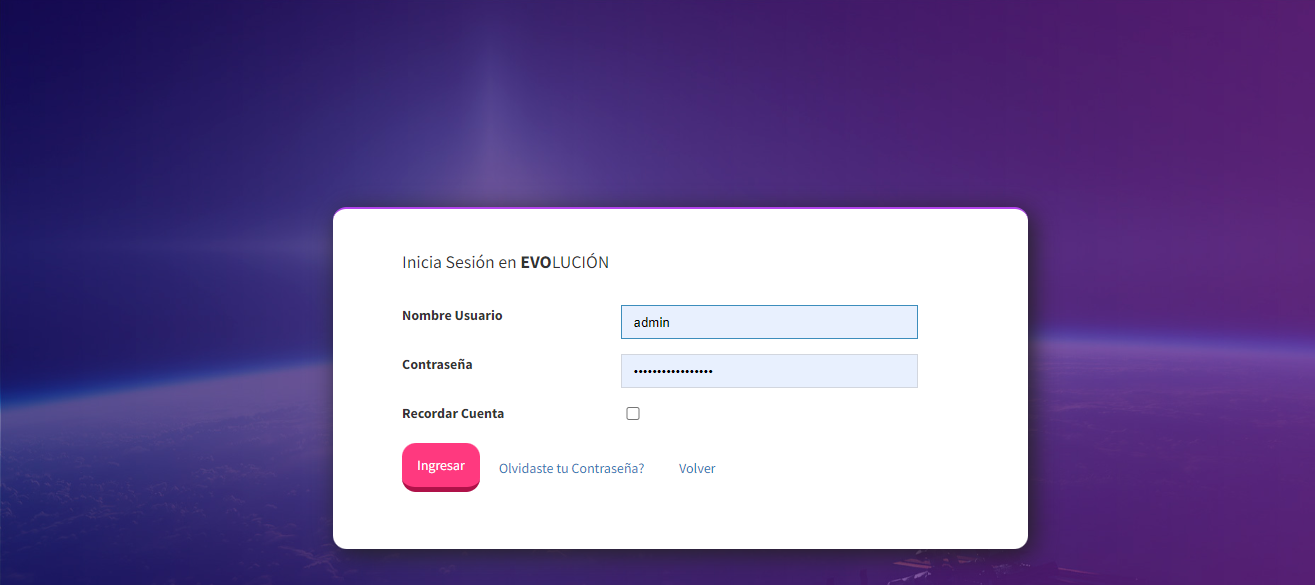 Inicia Sesión en EVOLUCIÓN
Nombre Usuario
admin
Contraseña
•••••••••••••••••
Recordar Cuenta
Ingresar Olvidaste tu Contraseña? Volver